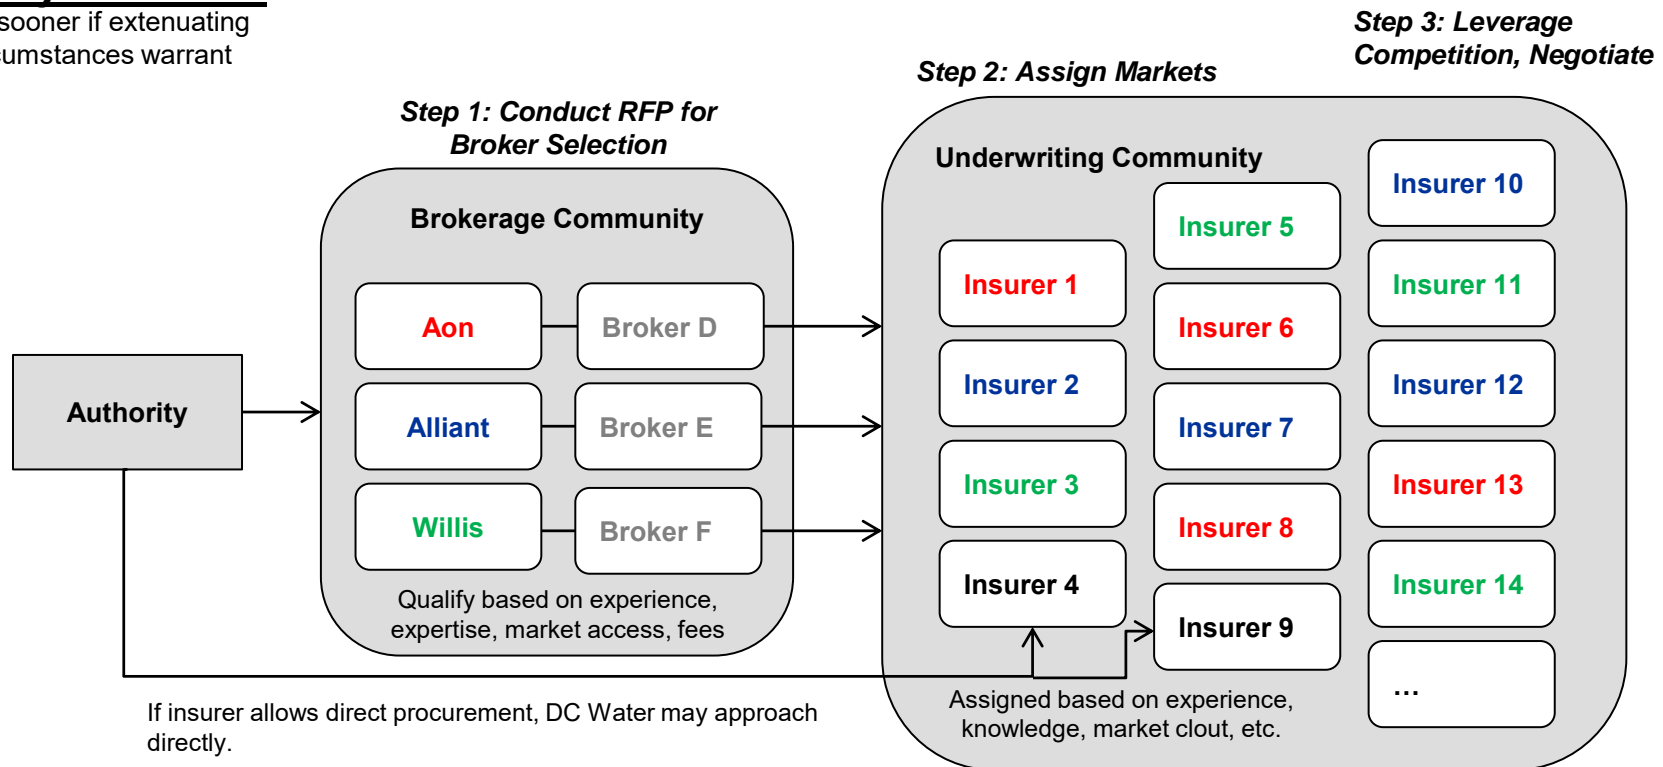 sooner if extenuating
cumstances warrant
Step 3: Leverage
Competition, Negotiate
Step 2: Assign Markets
Step 1: Conduct RFP for
Broker Selection
Underwriting Community
Brokerage Community
Authority
Aon
Broker D
Alliant
Broker E
Willis
Broker F
Qualify based on experience,
expertise, market access, fees
Insurer 1
Insurer 2
Insurer 3
Insurer 4
Insurer 5
Insurer 6
Insurer 7
Insurer 8
Insurer 9
Insurer 10
Insurer 11
Insurer 12
Insurer 13
Insurer 14
...
Assigned based on experience,
knowledge, market clout, etc.
If insurer allows direct procurement, DC Water may approach
directly.